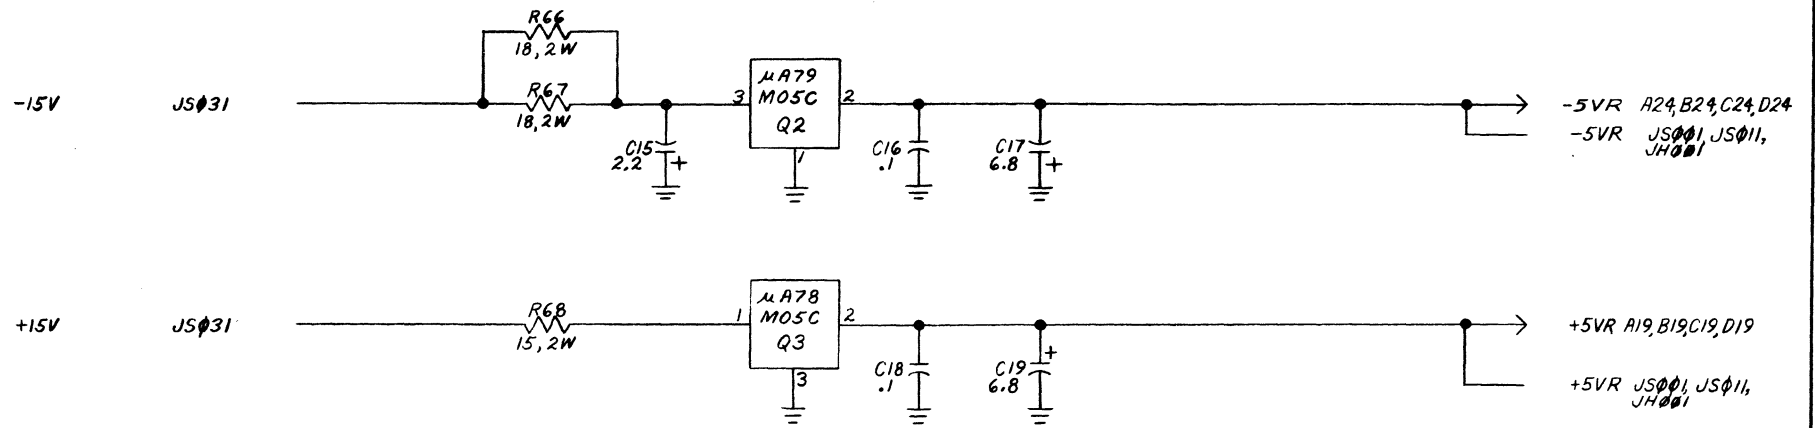 R66
18,2W
-15V JSØ31
R67
18,2W
3
μA79
M05C
Q2
2
1
C15
2.2 +
C16
.1
C17
6.8 +
-5VR A24,B24,C24,D24
-5VR JSØØ1, JSØ11,
JHØØ1
+15V JSØ31
R68
15,2W
1
μA78
M05C
Q3
2
3
C18
.1
+
C19
6.8
+5VR A19,B19,C19,D19
+5VR JSØØ1, JSØ11,
JHØØ1